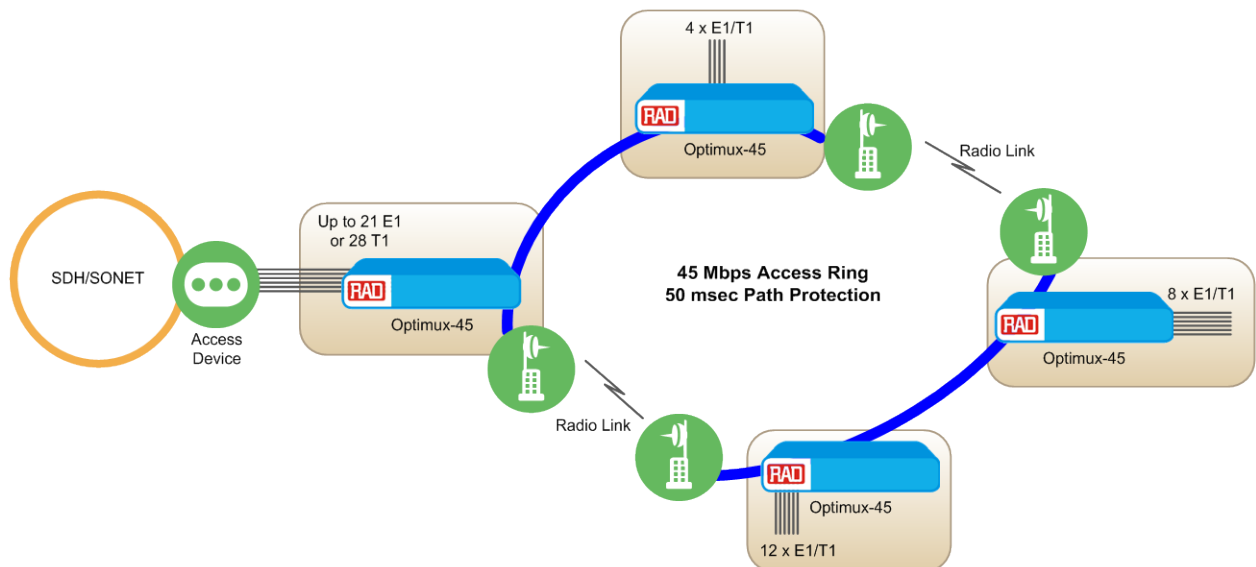 4 x E1/T1
RAD
Optimux-45
Radio Link
Up to 21 E1
or 28 T1
SDH/SONET
RAD
Optimux-45
Access
Device
45 Mbps Access Ring
50 msec Path Protection
8 x E1/T1
RAD
Optimux-45
Radio Link
RAD
Optimux-45
12 x E1/T1